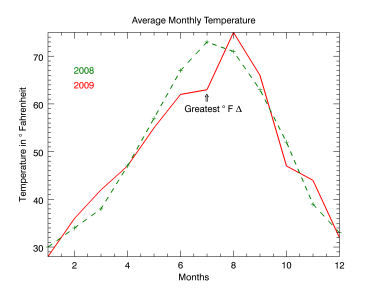 Average Monthly Temperature
70
60
50
40
30
Temperature in ° Fahrenheit
2008
2009
⇑
Greatest ° F Δ
2 4 6 8 10 12
Months